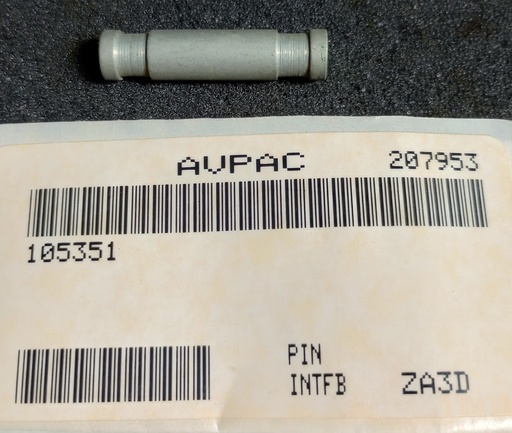 AVPAC 207953
105351
PIN
INTFB ZA3D